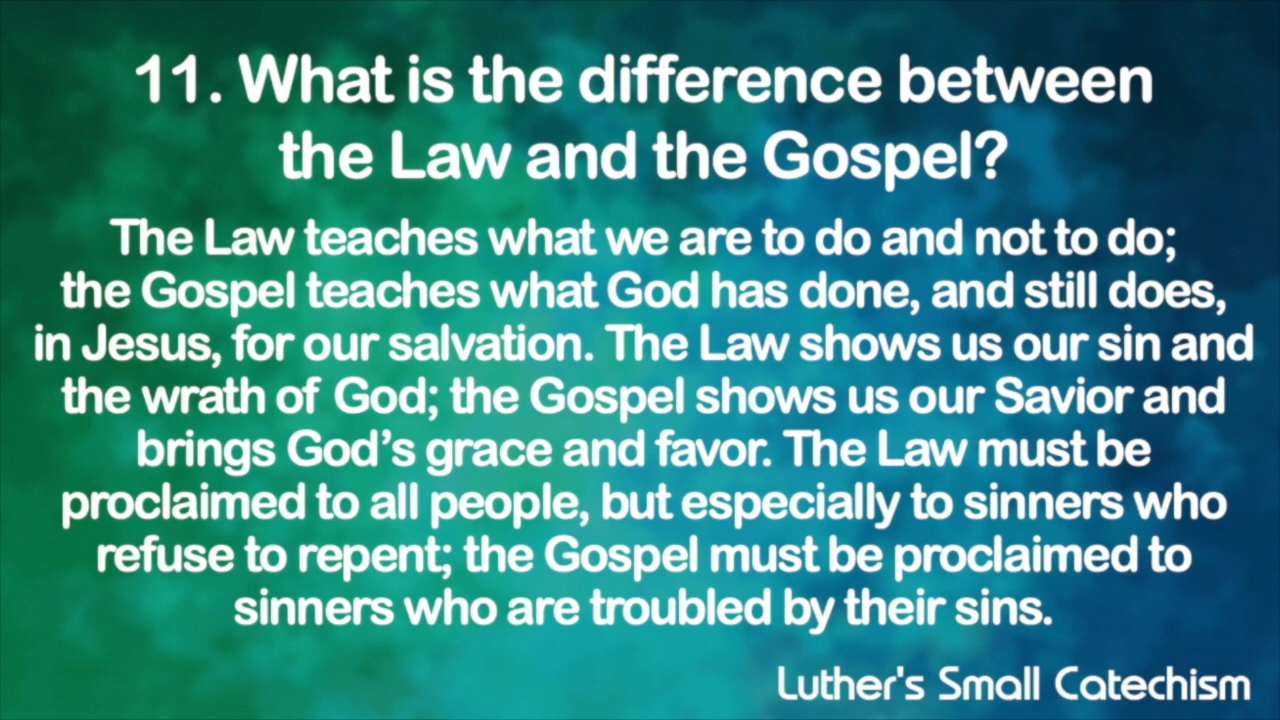 11. What is the difference between
the Law and the Gospel?
The Law teaches what we are to do and not to do;
the Gospel teaches what God has done, and still does,
in Jesus, for our salvation. The Law shows us our sin and
the wrath of God; the Gospel shows us our Savior and
brings God’s grace and favor. The Law must be
proclaimed to all people, but especially to sinners who
refuse to repent; the Gospel must be proclaimed to
sinners who are troubled by their sins.
Luther's Small Catechism